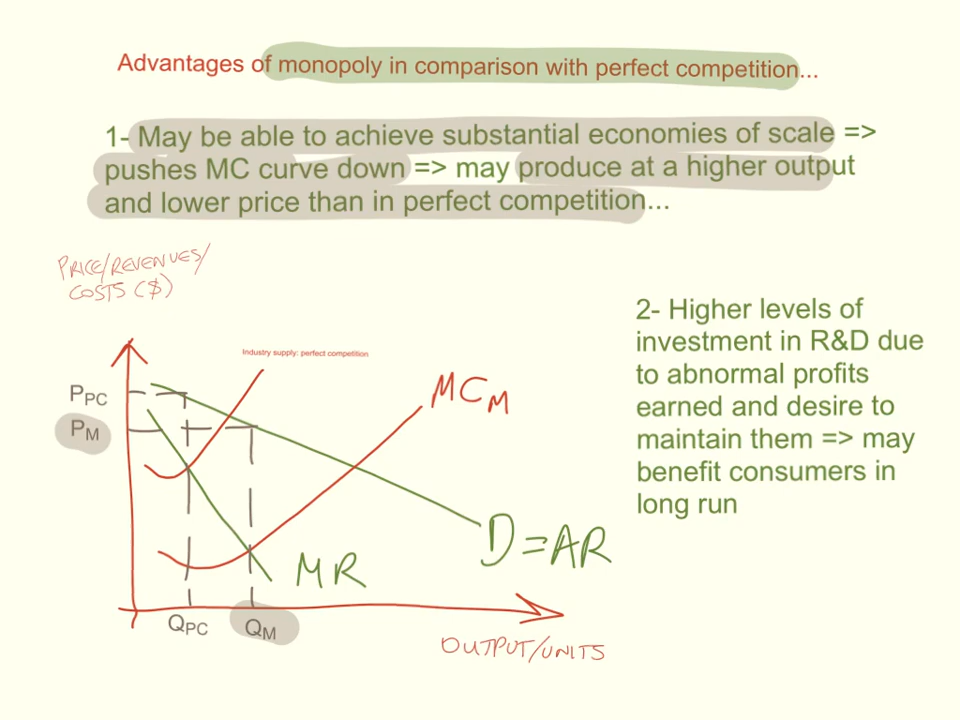 Advantages of monopoly in comparison with perfect competition...
1- May be able to achieve substantial economies of scale =>
pushes MC curve down => may produce at a higher output
and lower price than in perfect competition...
PRICE/REVENUES/
COSTS ($)
2- Higher levels of
investment in R&D due
to abnormal profits
earned and desire to
maintain them => may
benefit consumers in
long run
Industry supply: perfect competition
MCM
PPC
PM
D=AR
MR
QPC
QM
OUTPUT/UNITS